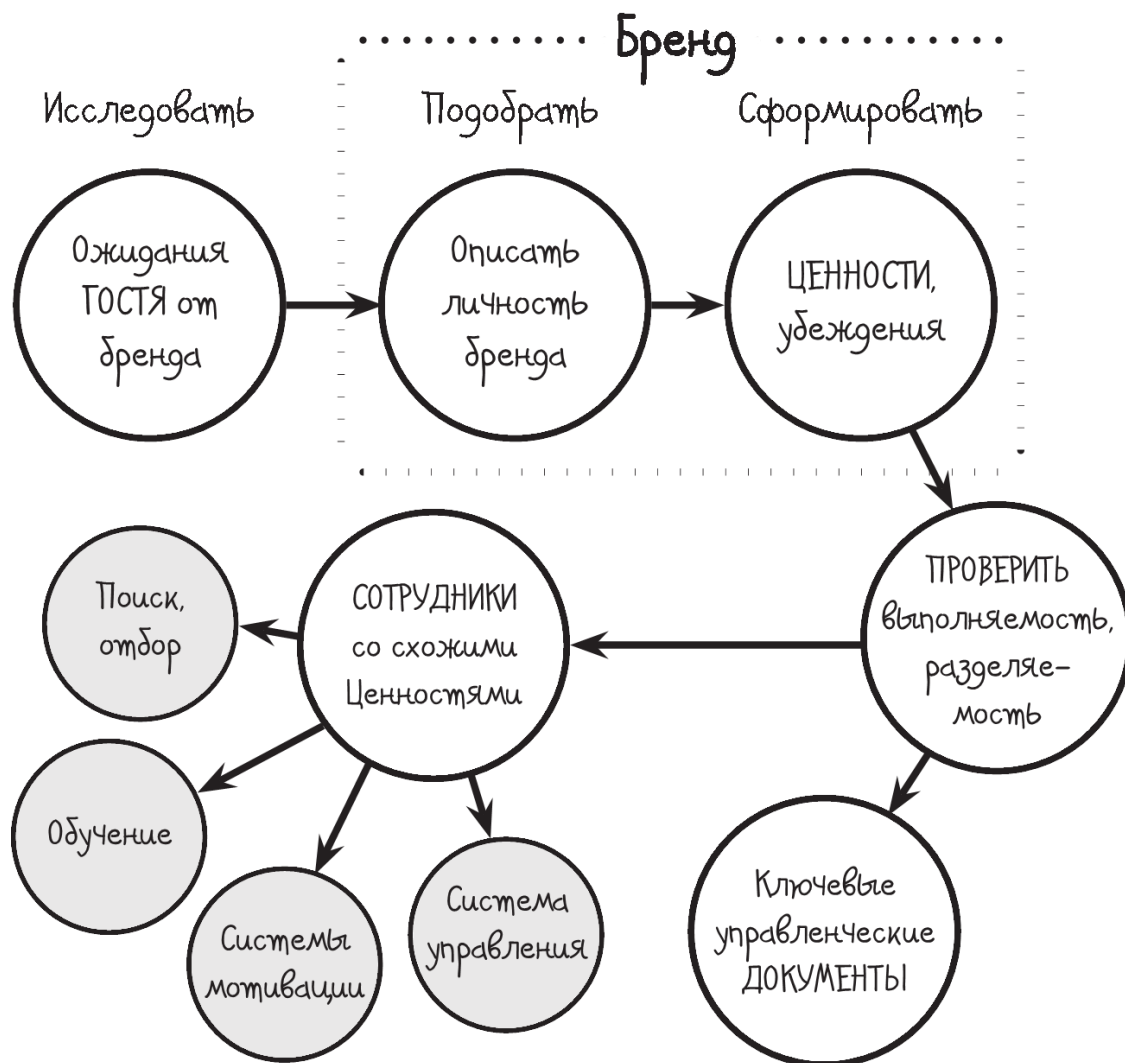 Бренд
Исследовать
Подобрать
Сформировать
Ожидания
ГОСТЯ от
бренда
Описать
личность
бренда
ЦЕННОСТИ,
убеждения
ПРОВЕРИТЬ
выполняемость,
разделяе-
мость
СОТРУДНИКИ
со схожими
Ценностями
Поиск,
отбор
Обучение
Системы
мотивации
Система
управления
Ключевые
управленческие
ДОКУМЕНТЫ